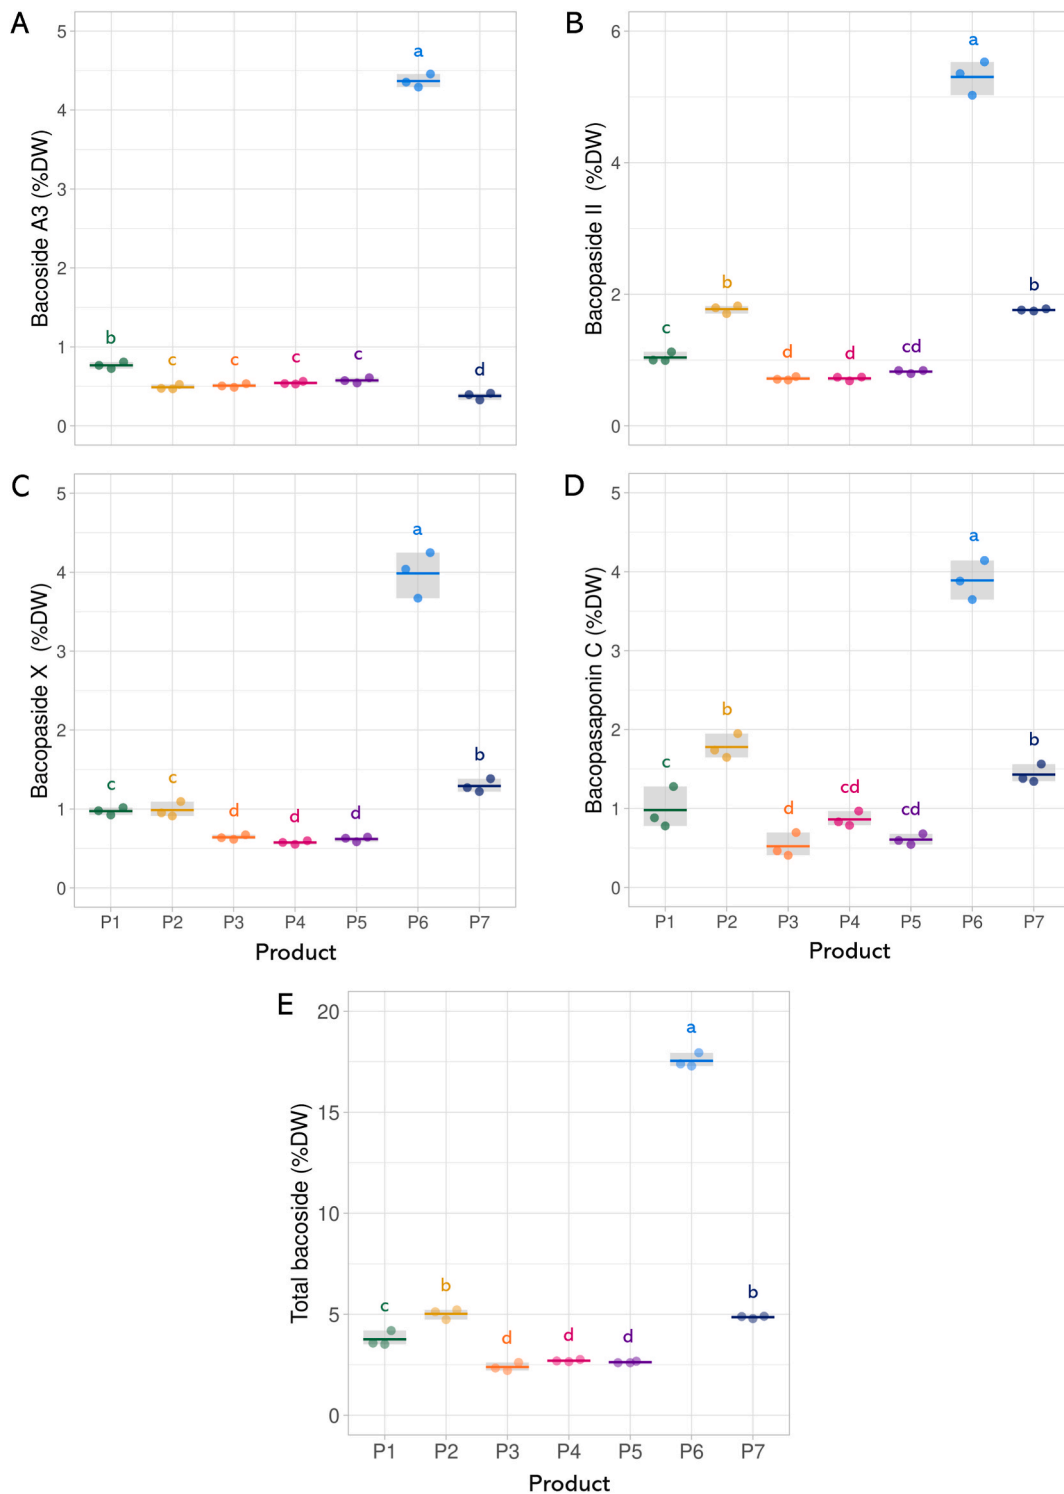 A
Bacoside A3 (%DW)
5
4
3
2
1
0
b
c
c
c
c
a
d
B
Bacopaside II (%DW)
6
4
2
0
c
b
d
d
cd
a
b
C
Bacopaside X (%DW)
5
4
3
2
1
0
c
c
d
d
d
a
b
P1 P2 P3 P4 P5 P6 P7
Product
D
Bacopasaponin C (%DW)
5
4
3
2
1
0
c
b
d
cd
cd
a
b
P1 P2 P3 P4 P5 P6 P7
Product
E
Total bacoside (%DW)
20
15
10
5
0
c
b
d
d
d
a
b
P1 P2 P3 P4 P5 P6 P7
Product